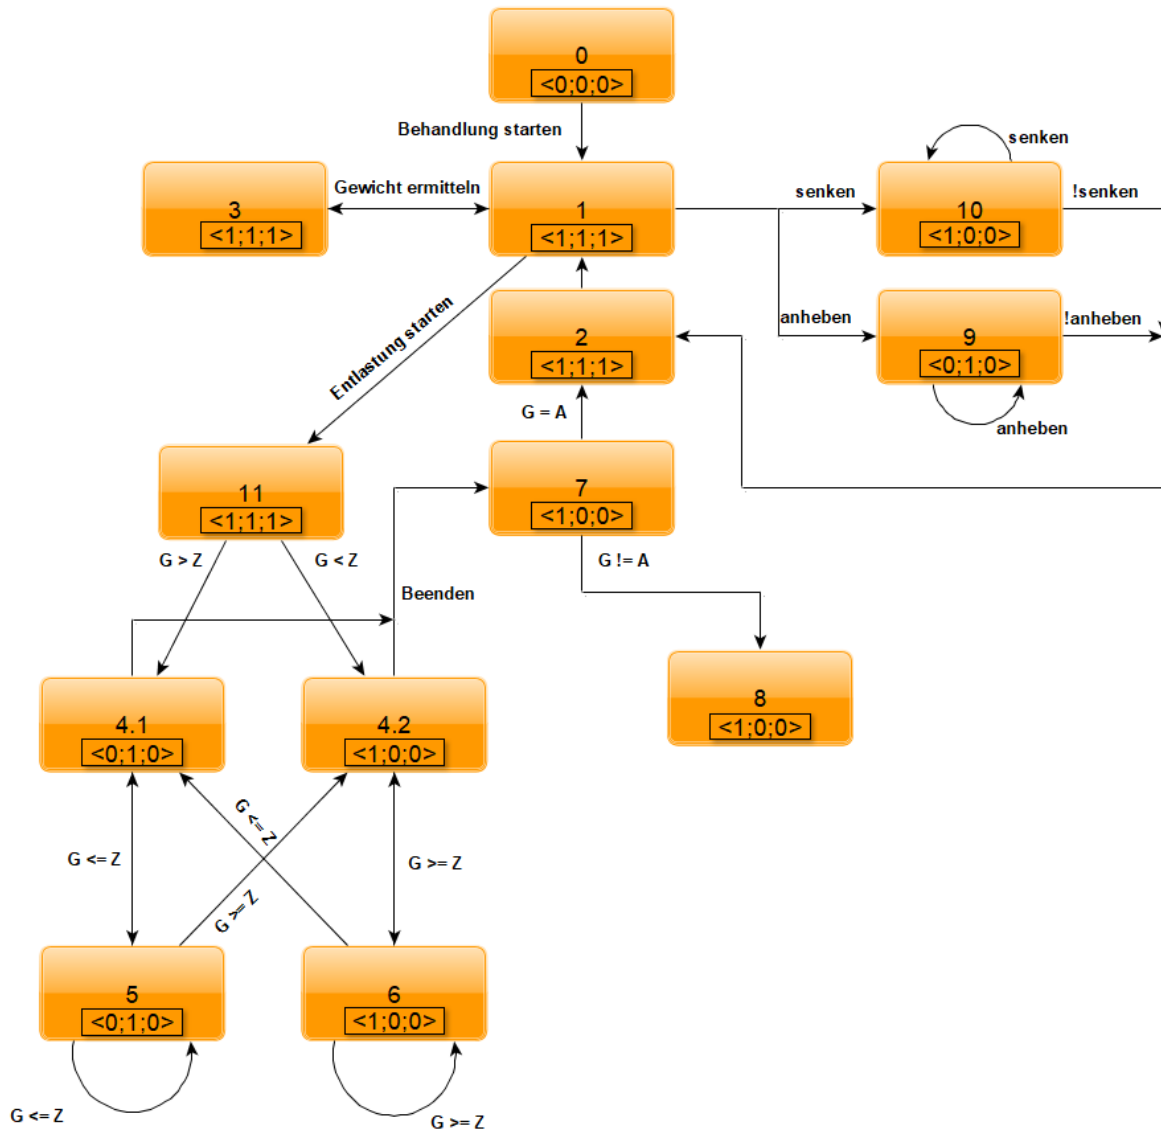 0
<0;0;0>
Behandlung starten
senken
3
<1;1;1>
Gewicht ermitteln
1
<1;1;1>
senken
10
<1;0;0>
!senken
Entlastung starten
2
<1;1;1>
anheben
9
<0;1;0>
!anheben
anheben
G = A
11
<1;1;1>
7
<1;0;0>
G > Z
G < Z
Beenden
G != A
4.1
<0;1;0>
4.2
<1;0;0>
8
<1;0;0>
G <= Z
G <= Z
G >= Z
G >= Z
5
<0;1;0>
6
<1;0;0>
G <= Z
G >= Z